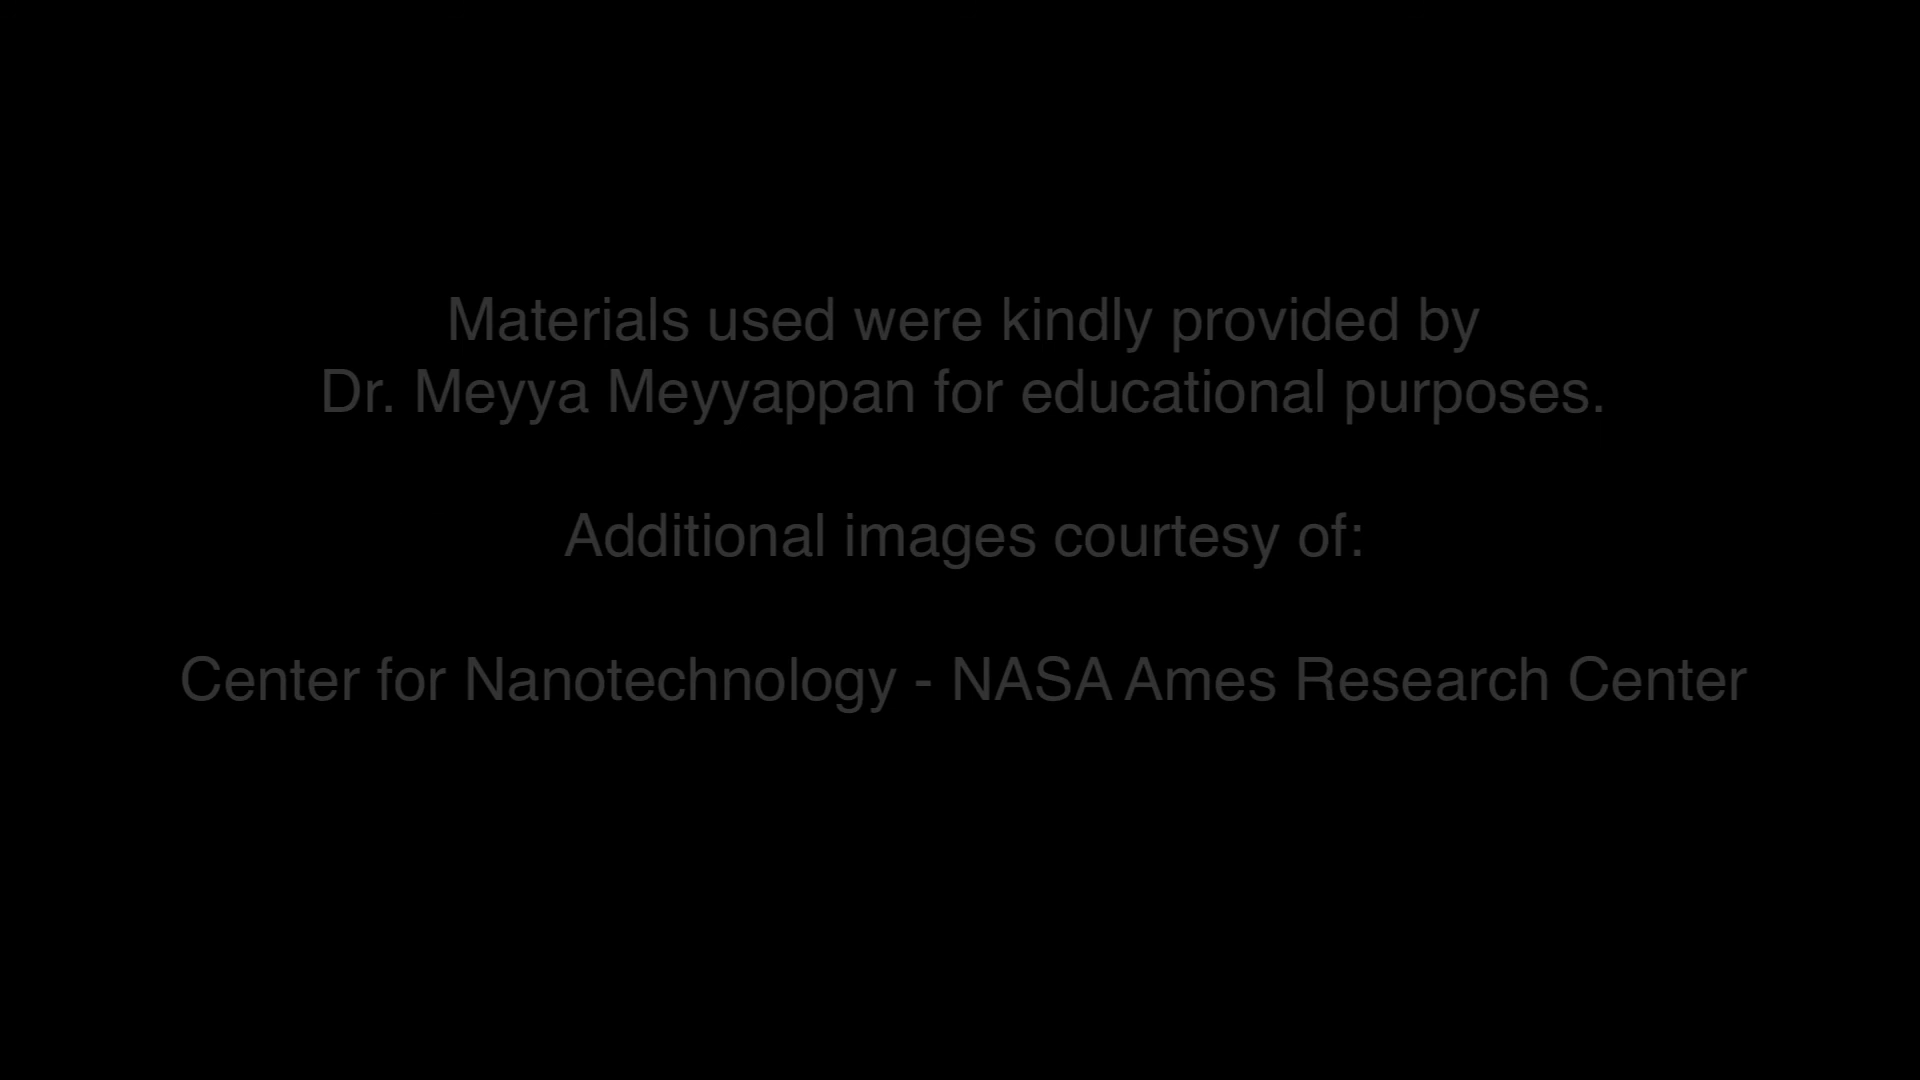 Materials used were kindly provided by
Dr. Meyya Meyyappan for educational purposes.
Additional images courtesy of:
Center for Nanotechnology - NASA Ames Research Center